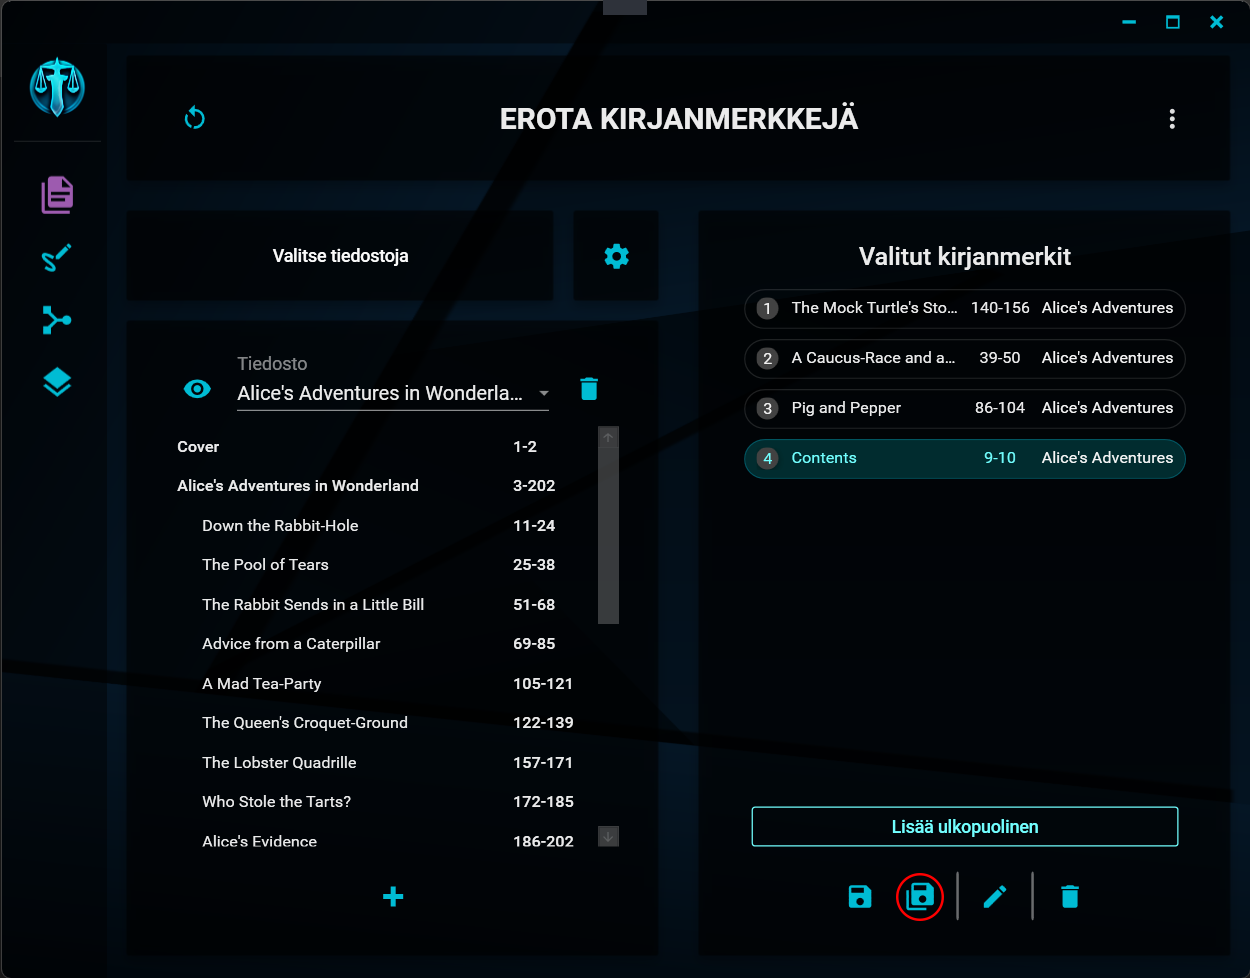 EROTA KIRJANMERKKEJÄ
Valitse tiedostoja
Tiedosto
Alice's Adventures in Wonderla...
Cover 1-2
Alice's Adventures in Wonderland 3-202
Down the Rabbit-Hole 11-24
The Pool of Tears 25-38
The Rabbit Sends in a Little Bill 51-68
Advice from a Caterpillar 69-85
A Mad Tea-Party 105-121
The Queen's Croquet-Ground 122-139
The Lobster Quadrille 157-171
Who Stole the Tarts? 172-185
Alice's Evidence 186-202
Valitut kirjanmerkit
1 The Mock Turtle's Sto... 140-156 Alice's Adventures
2 A Caucus-Race and a... 39-50 Alice's Adventures
3 Pig and Pepper 86-104 Alice's Adventures
4 Contents 9-10 Alice's Adventures
Lisää ulkopuolinen